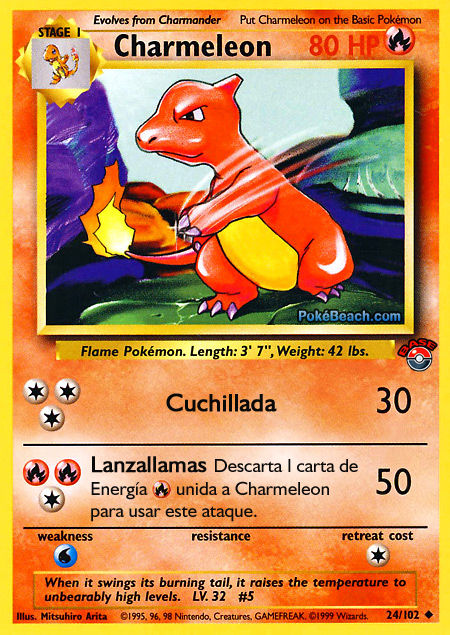 Evolves from Charmander Put Charmeleon on the Basic Pokémon
STAGE 1
Charmeleon 80 HP
PokéBeach.com
Flame Pokémon. Length: 3' 7", Weight: 42 lbs.
BASE
Cuchillada 30
Lanzallamas Descarta 1 carta de
Energía unida a Charmeleon 50
para usar este ataque.
weakness resistance retreat cost
When it swings its burning tail, it raises the temperature to
unbearably high levels. LV. 32 #5
Illus. Mitsuhiro Arita ©1995, 96, 98 Nintendo, Creatures, GAMEFREAK. ©1999 Wizards. 24/102